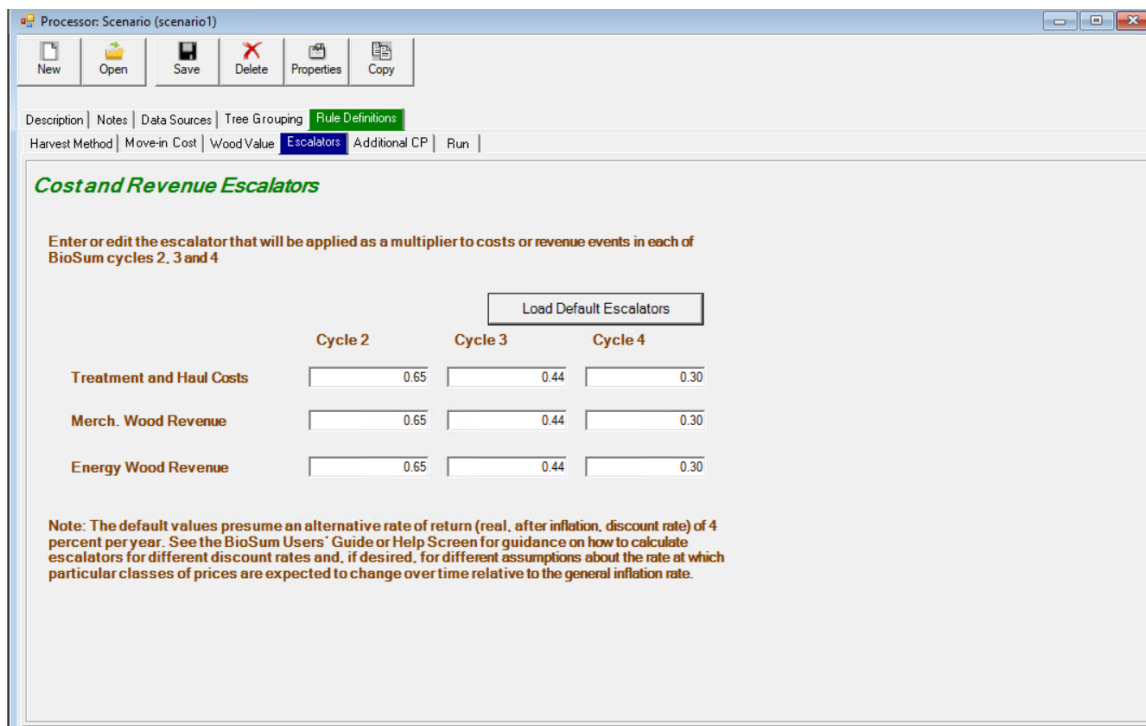 Processor: Scenario (scenario1)
New Open Save Delete Properties Copy
Description Notes Data Sources Tree Grouping Rule Definitions
Harvest Method Move-in Cost Wood Value Escalators Additional CP Run
Cost and Revenue Escalators
Enter or edit the escalator that will be applied as a multiplier to costs or revenue events in each of
BioSum cycles 2, 3 and 4
Load Default Escalators
Cycle 2 Cycle 3 Cycle 4
Treatment and Haul Costs 0.65 0.44 0.30
Merch. Wood Revenue 0.65 0.44 0.30
Energy Wood Revenue 0.65 0.44 0.30
Note: The default values presume an alternative rate of return (real, after inflation, discount rate) of 4
percent per year. See the BioSum Users' Guide or Help Screen for guidance on how to calculate
escalators for different discount rates and, if desired, for different assumptions about the rate at which
particular classes of prices are expected to change over time relative to the general inflation rate.